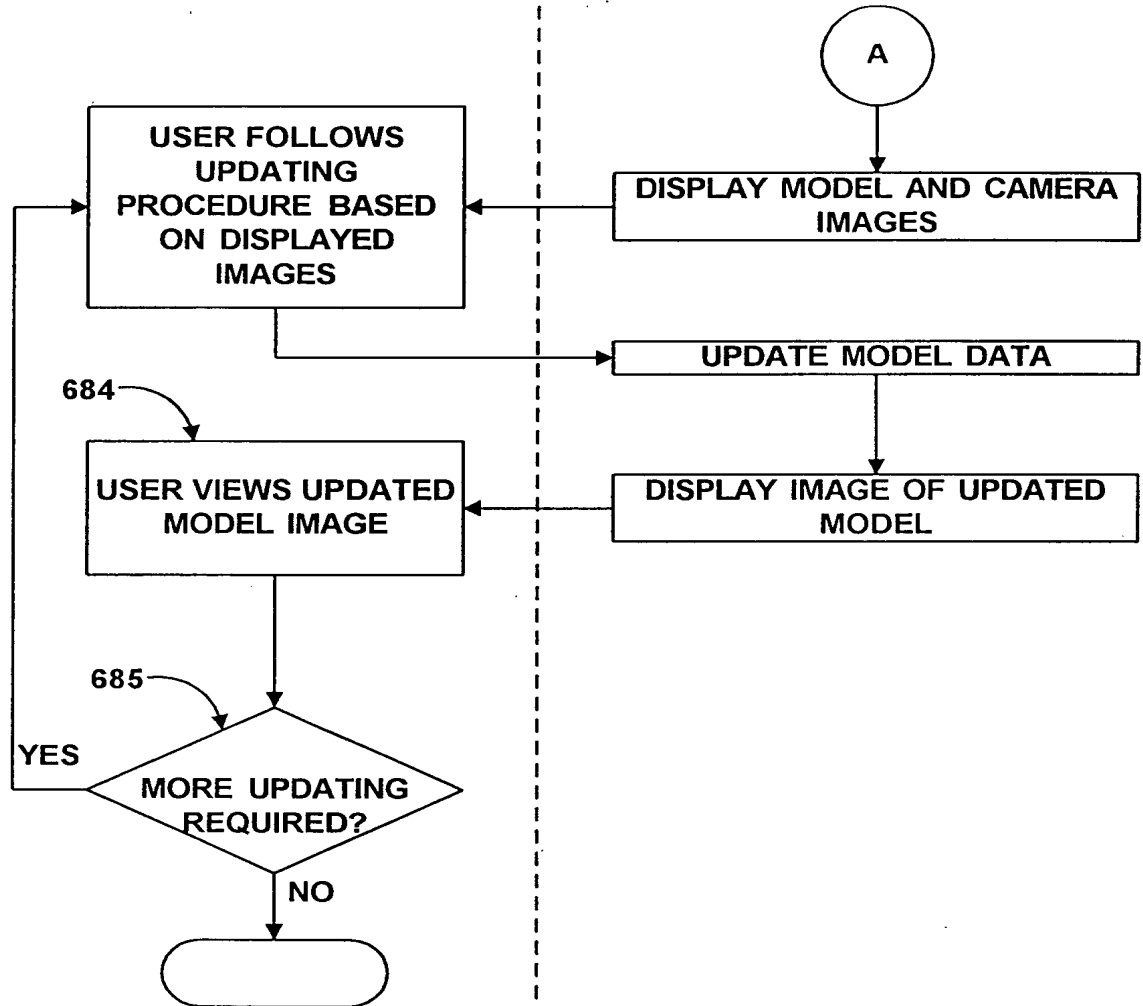 A
USER FOLLOWS
UPDATING
PROCEDURE BASED
ON DISPLAYED
IMAGES
DISPLAY MODEL AND CAMERA
IMAGES
UPDATE MODEL DATA
684
USER VIEWS UPDATED
MODEL IMAGE
DISPLAY IMAGE OF UPDATED
MODEL
685
YES
MORE UPDATING
REQUIRED?
NO